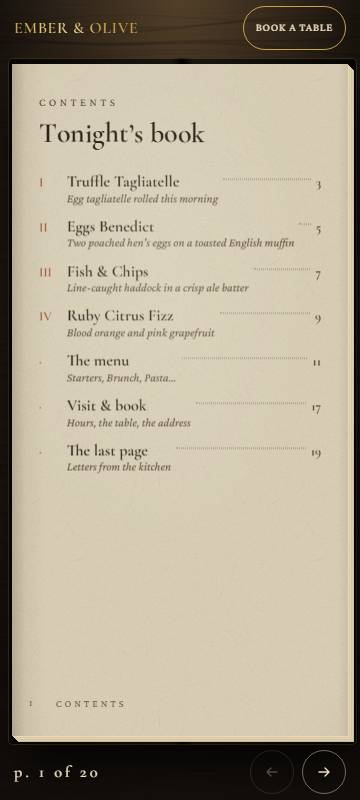 EMBER & OLIVE
BOOK A TABLE
CONTENTS
Tonight's book
I Truffle Tagliatelle 3
Egg tagliatelle rolled this morning
II Eggs Benedict 5
Two poached hen's eggs on a toasted English muffin
III Fish & Chips 7
Line-caught haddock in a crisp ale batter
IV Ruby Citrus Fizz 9
Blood orange and pink grapefruit
· The menu 11
Starters, Brunch, Pasta...
· Visit & book 17
Hours, the table, the address
· The last page 19
Letters from the kitchen
1 CONTENTS
p. 1 of 20
← →